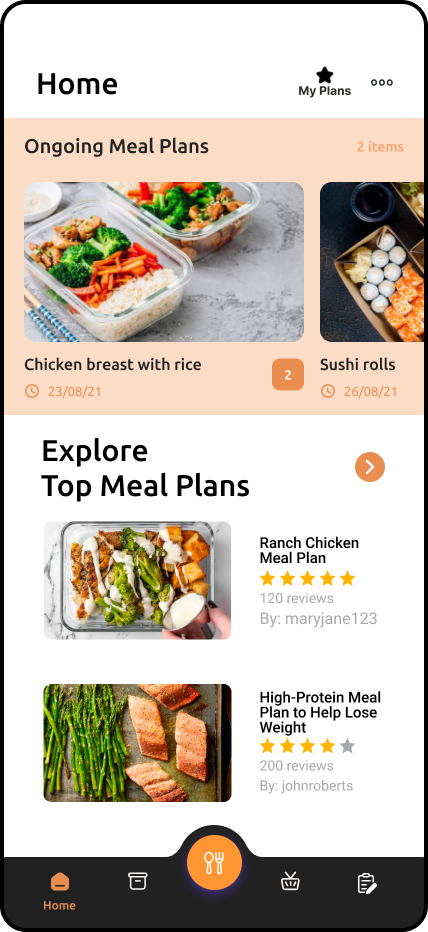 Home
My Plans
Ongoing Meal Plans
2 items
Chicken breast with rice
23/08/21
2
Sushi rolls
26/08/21
Explore
Top Meal Plans
Ranch Chicken
Meal Plan
120 reviews
By: maryjane123
High-Protein Meal
Plan to Help Lose
Weight
200 reviews
By: johnroberts
Home